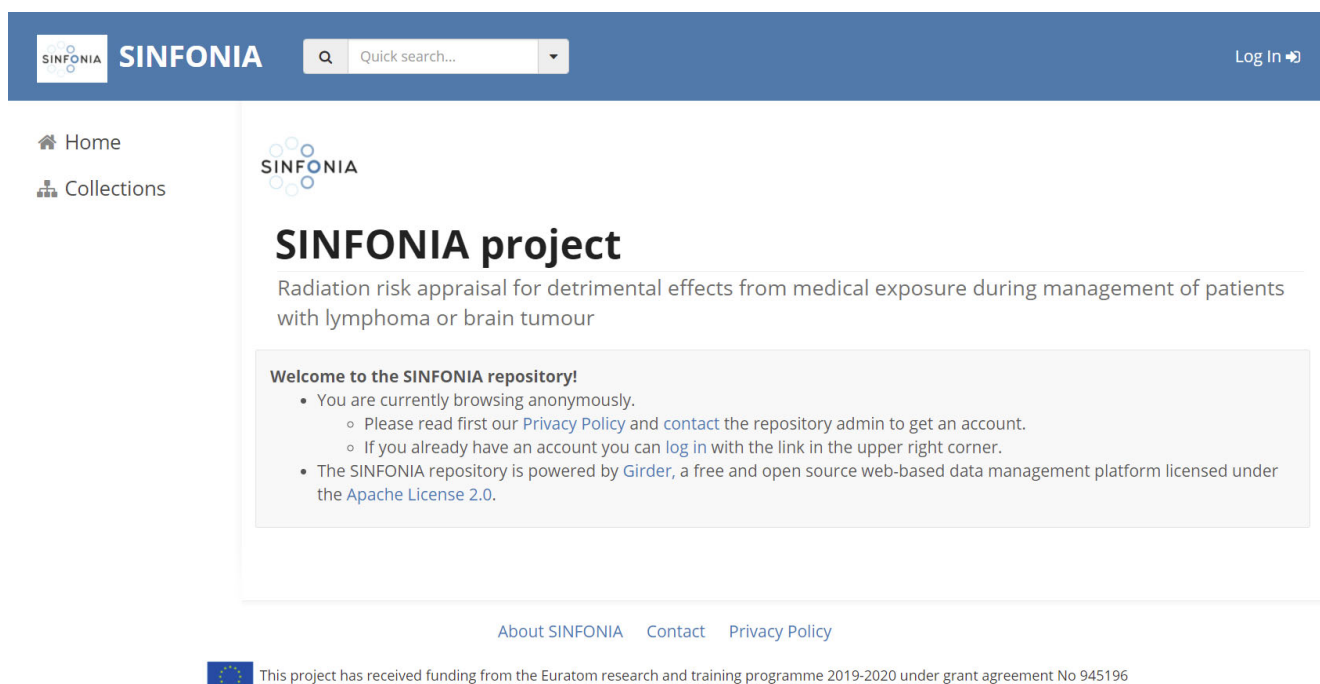 SINFONIA
SINFONIA
Quick search...
Log In
Home
Collections
SINFONIA
SINFONIA project
Radiation risk appraisal for detrimental effects from medical exposure during management of patients
with lymphoma or brain tumour
Welcome to the SINFONIA repository!
• You are currently browsing anonymously.
◦ Please read first our Privacy Policy and contact the repository admin to get an account.
◦ If you already have an account you can log in with the link in the upper right corner.
• The SINFONIA repository is powered by Girder, a free and open source web-based data management platform licensed under
the Apache License 2.0.
About SINFONIA Contact Privacy Policy
This project has received funding from the Euratom research and training programme 2019-2020 under grant agreement No 945196